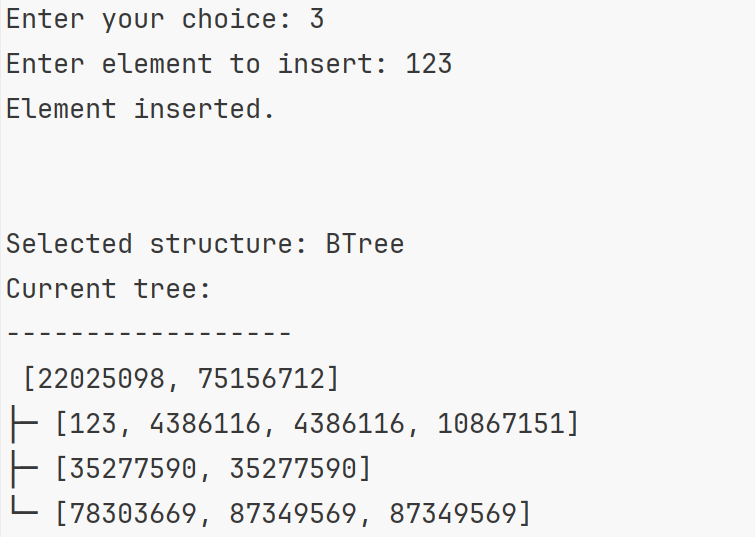 Enter your choice: 3
Enter element to insert: 123
Element inserted.
Selected structure: BTree
Current tree:
------------------
[22025098, 75156712]
├─ [123, 4386116, 4386116, 10867151]
├─ [35277590, 35277590]
└─ [78303669, 87349569, 87349569]